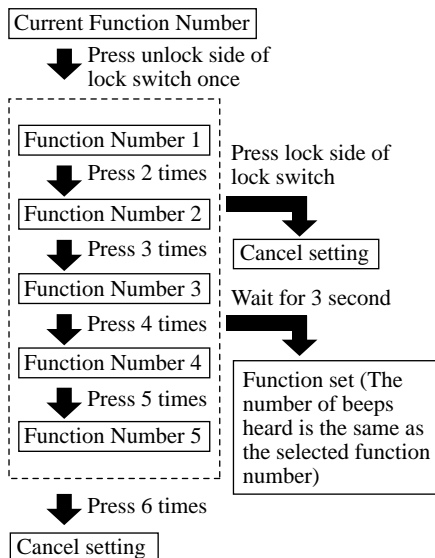 Current Function Number
Press unlock side of
lock switch once
Function Number 1
Press 2 times
Function Number 2
Press 3 times
Function Number 3
Press 4 times
Function Number 4
Press 5 times
Function Number 5
Press lock side of
lock switch
Cancel setting
Wait for 3 second
Function set (The
number of beeps
heard is the same as
the selected function
number)
Press 6 times
Cancel setting